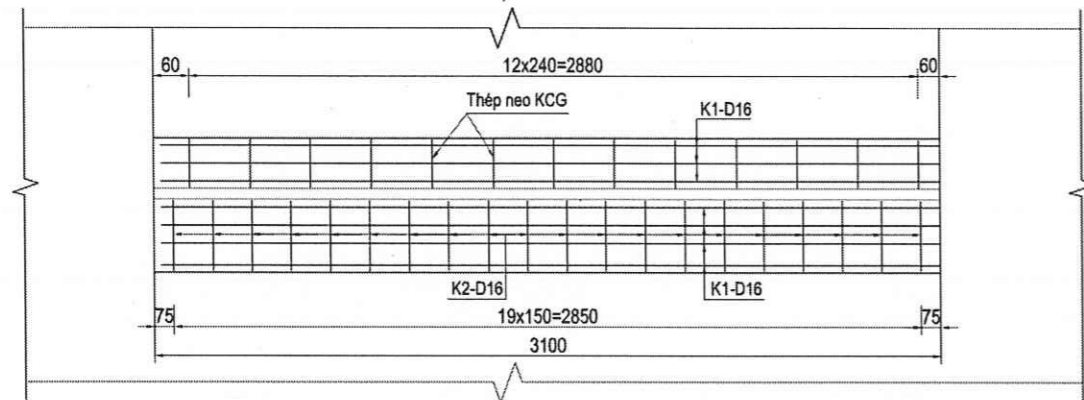 60 12x240=2880 60
Thép neo KCG
K1-D16
K2-D16 K1-D16
75 19x150=2850 75
3100